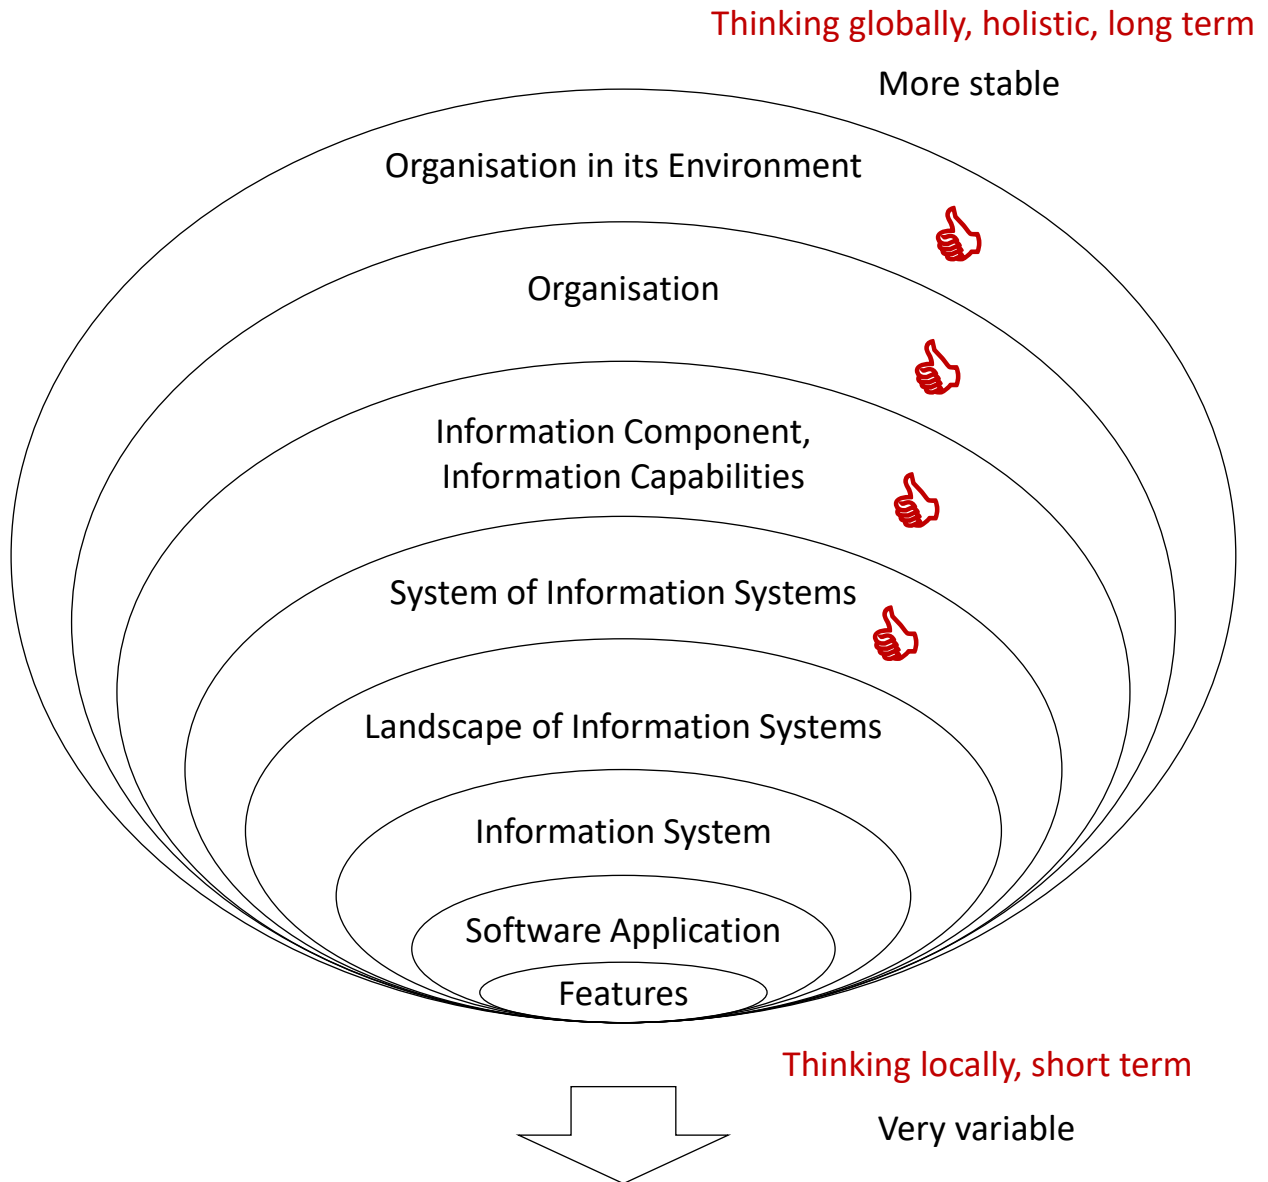 Thinking globally, holistic, long term
More stable
Organisation in its Environment
Organisation
Information Component,
Information Capabilities
System of Information Systems
Landscape of Information Systems
Information System
Software Application
Features
Thinking locally, short term
Very variable